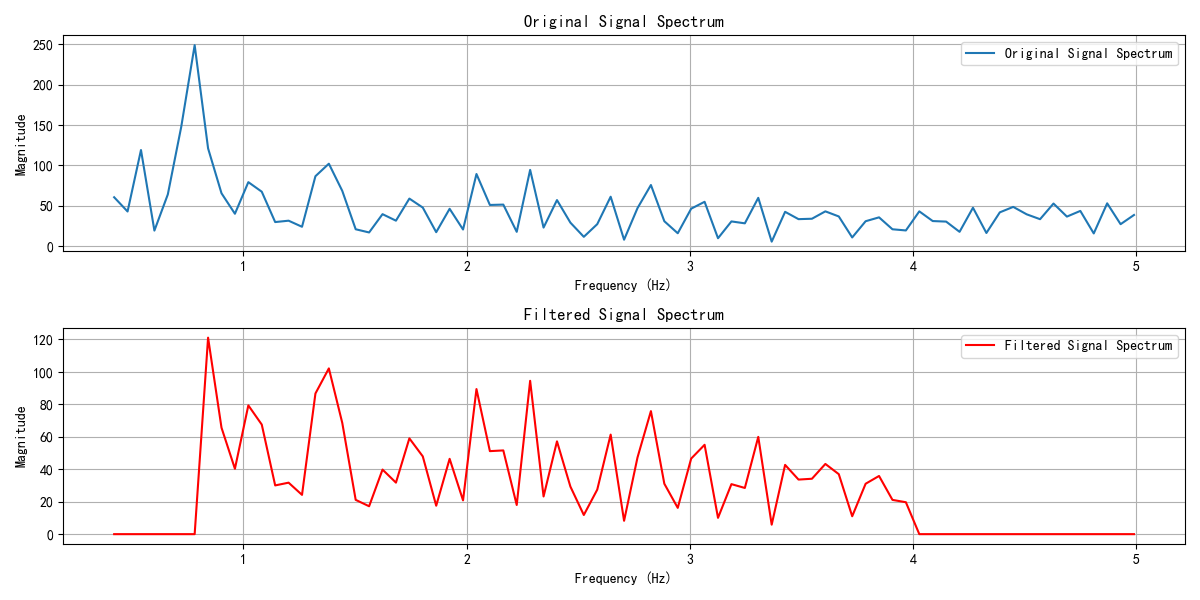 Original Signal Spectrum
250
200
150
100
50
0
Magnitude
Original Signal Spectrum
1
2
3
4
5
Frequency (Hz)
Filtered Signal Spectrum
120
100
80
60
40
20
0
Magnitude
Filtered Signal Spectrum
1
2
3
4
5
Frequency (Hz)